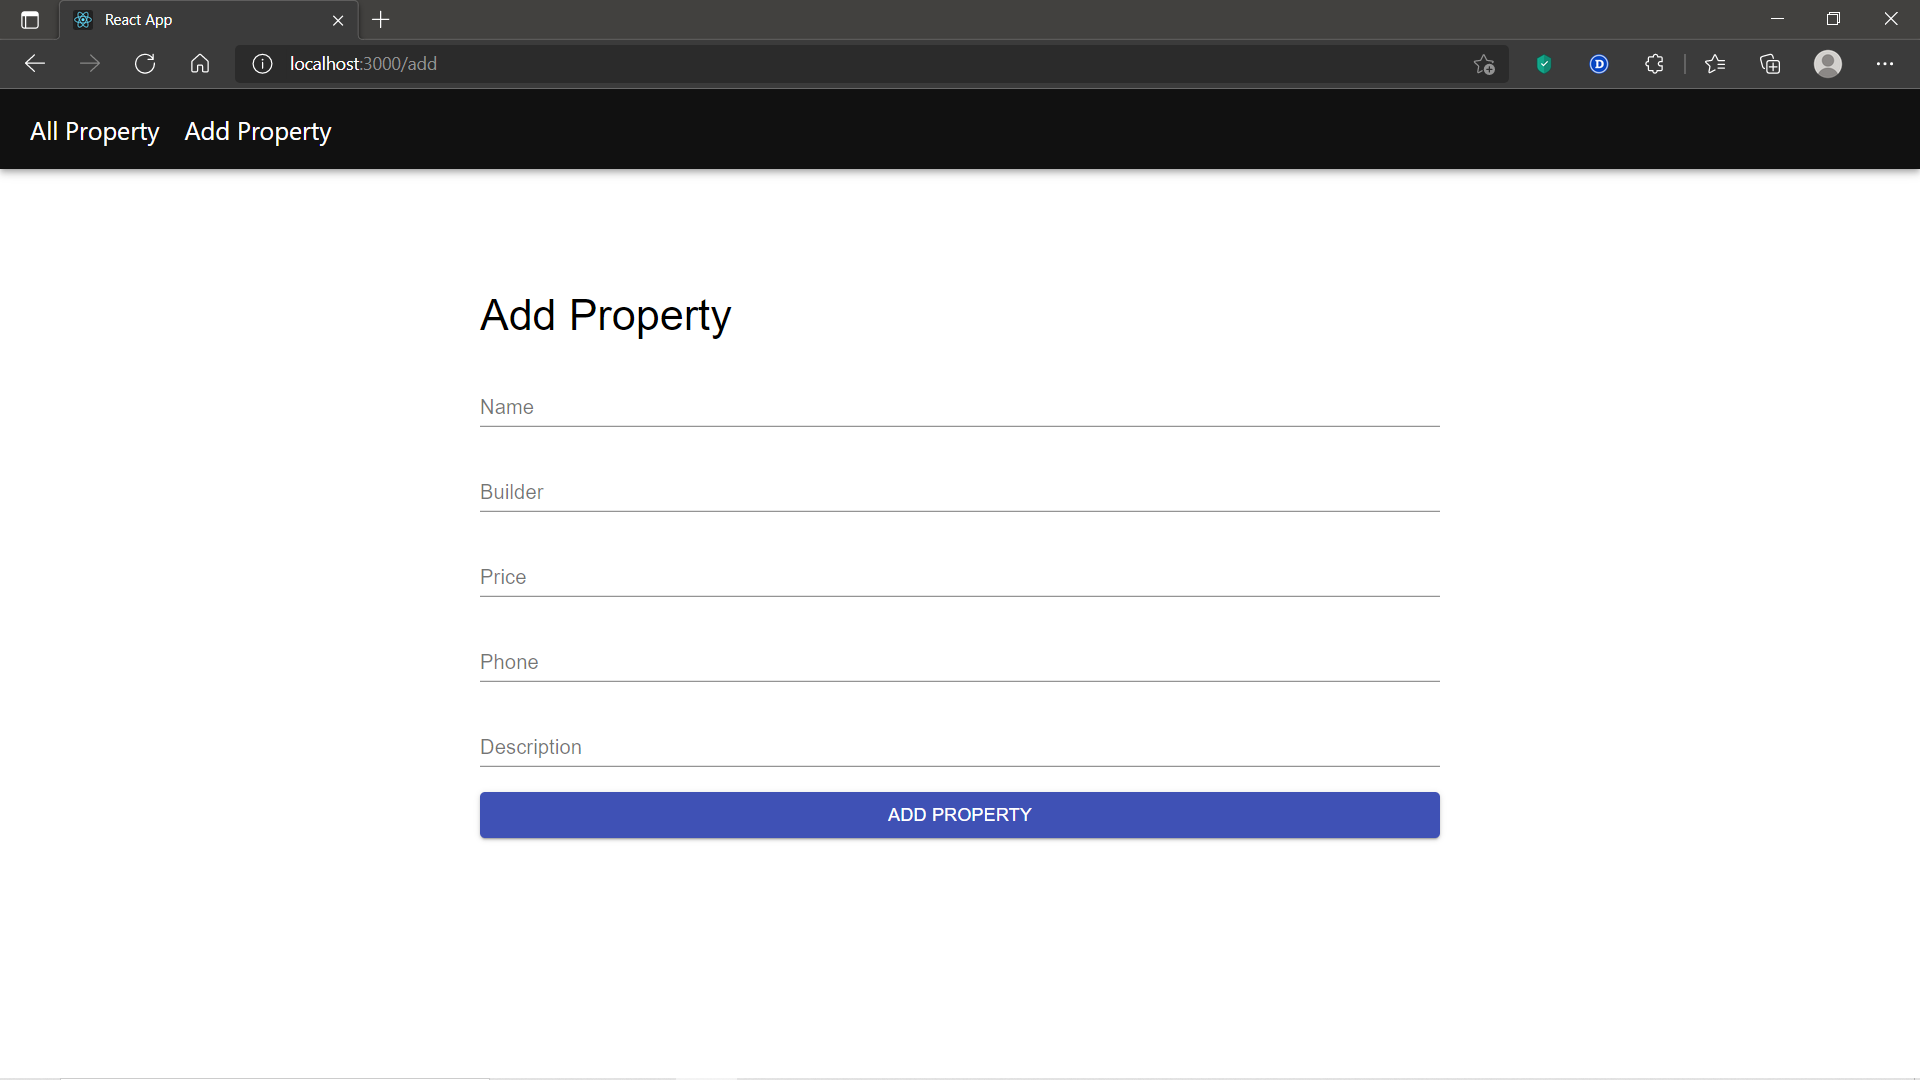 React App
localhost:3000/add
D
All Property Add Property
Add Property
Name
Builder
Price
Phone
Description
ADD PROPERTY